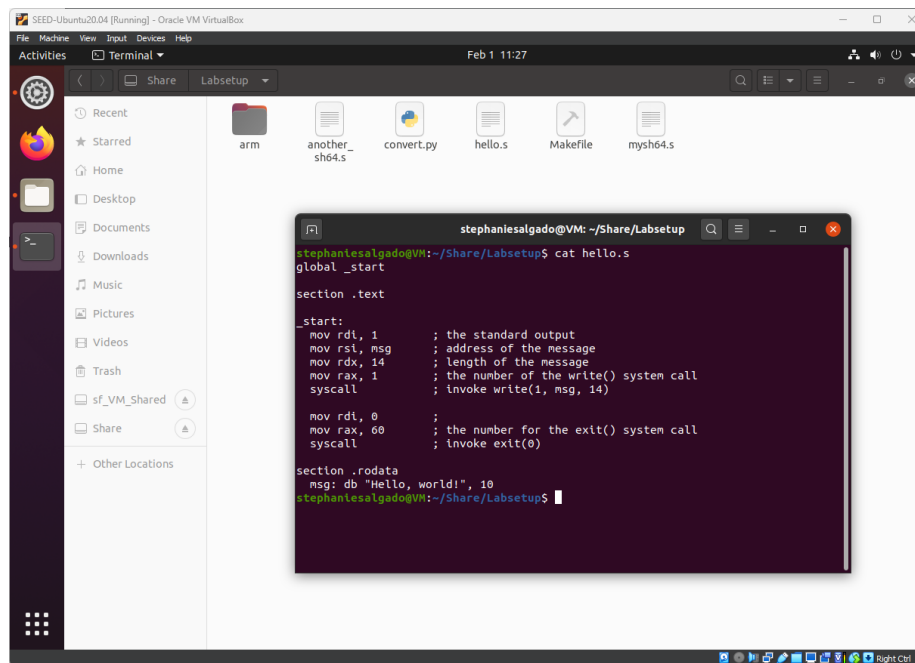 SEED-Ubuntu20.04 [Running] - Oracle VM VirtualBox
File Machine View Input Devices Help
Activities Terminal Feb 1 11:27
Share Labsetup
Recent
Starred
Home
Desktop
Documents
Downloads
Music
Pictures
Videos
Trash
sf_VM_Shared
Share
+ Other Locations
arm
another_
sh64.s
convert.py
hello.s
Makefile
mysh64.s
stephaniesalgado@VM: ~/Share/Labsetup
stephaniesalgado@VM:~/Share/Labsetup$ cat hello.s
global _start
section .text
_start:
mov rdi, 1 ; the standard output
mov rsi, msg ; address of the message
mov rdx, 14 ; length of the message
mov rax, 1 ; the number of the write() system call
syscall ; invoke write(1, msg, 14)
mov rdi, 0 ;
mov rax, 60 ; the number for the exit() system call
syscall ; invoke exit(0)
section .rodata
msg: db "Hello, world!", 10
stephaniesalgado@VM:~/Share/Labsetup$
Right Ctrl